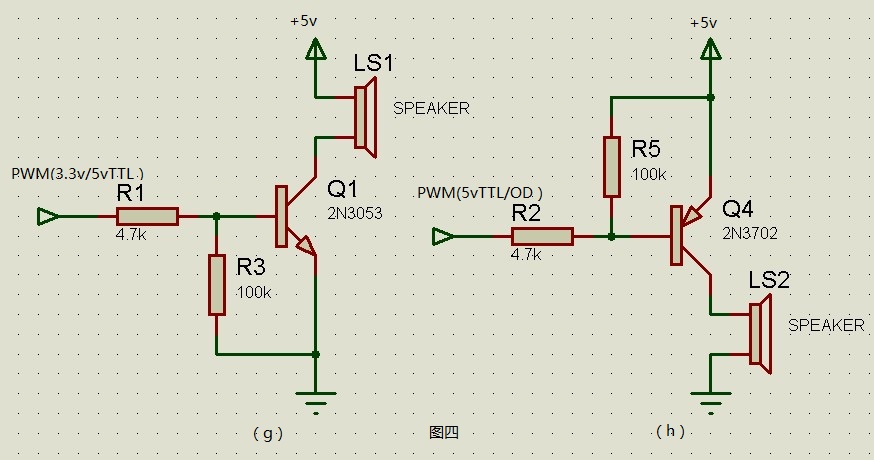 +5v
LS1
SPEAKER
PWM(3.3v/5vTTL )
R1
4.7k
Q1
2N3053
R3
100k
( g )
+5v
R5
100k
PWM(5vTTL/OD )
R2
4.7k
Q4
2N3702
LS2
SPEAKER
( h )
图四